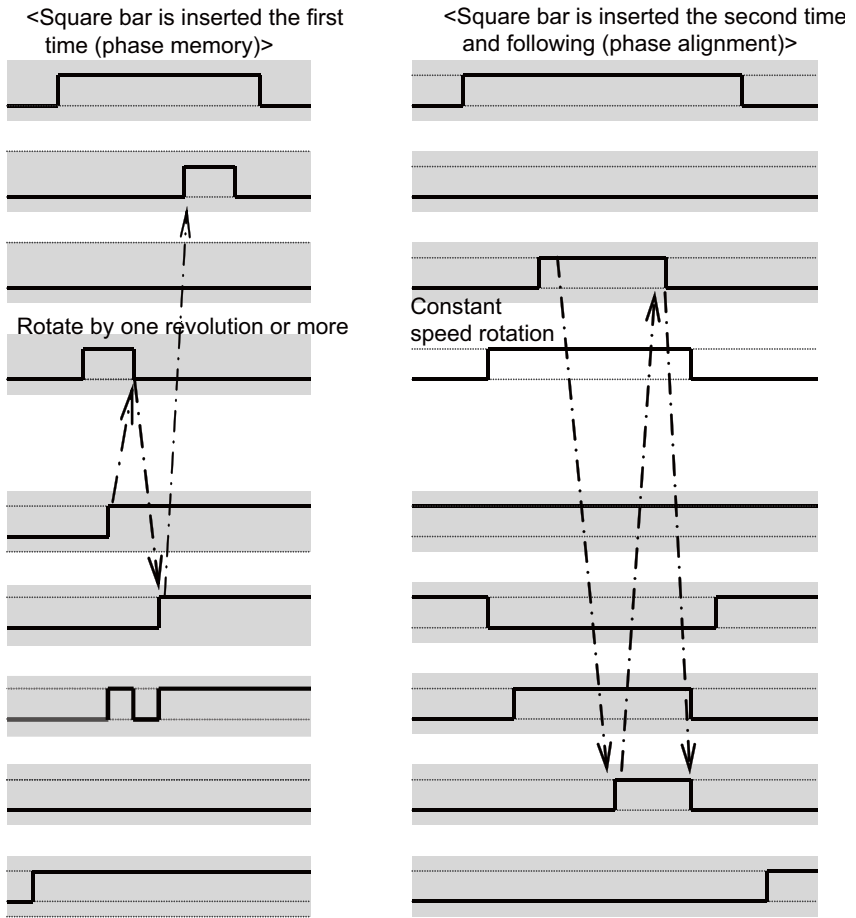 <Square bar is inserted the first
time (phase memory)>
<Square bar is inserted the second time
and following (phase alignment)>
Rotate by one revolution or more
Constant
speed rotation